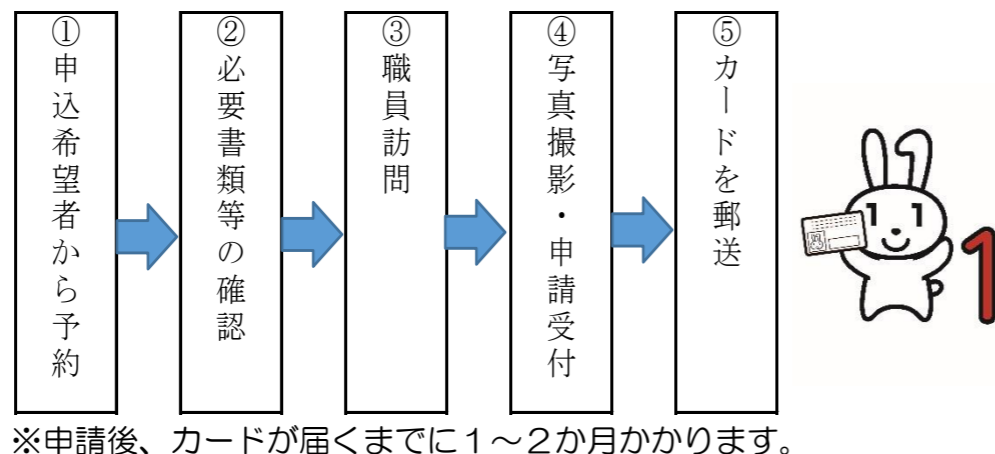 ①申込希望者から予約
②必要書類等の確認
③職員訪問
④写真撮影・申請受付
⑤カードを郵送
1
※申請後、カードが届くまでに１～２か月かかります。